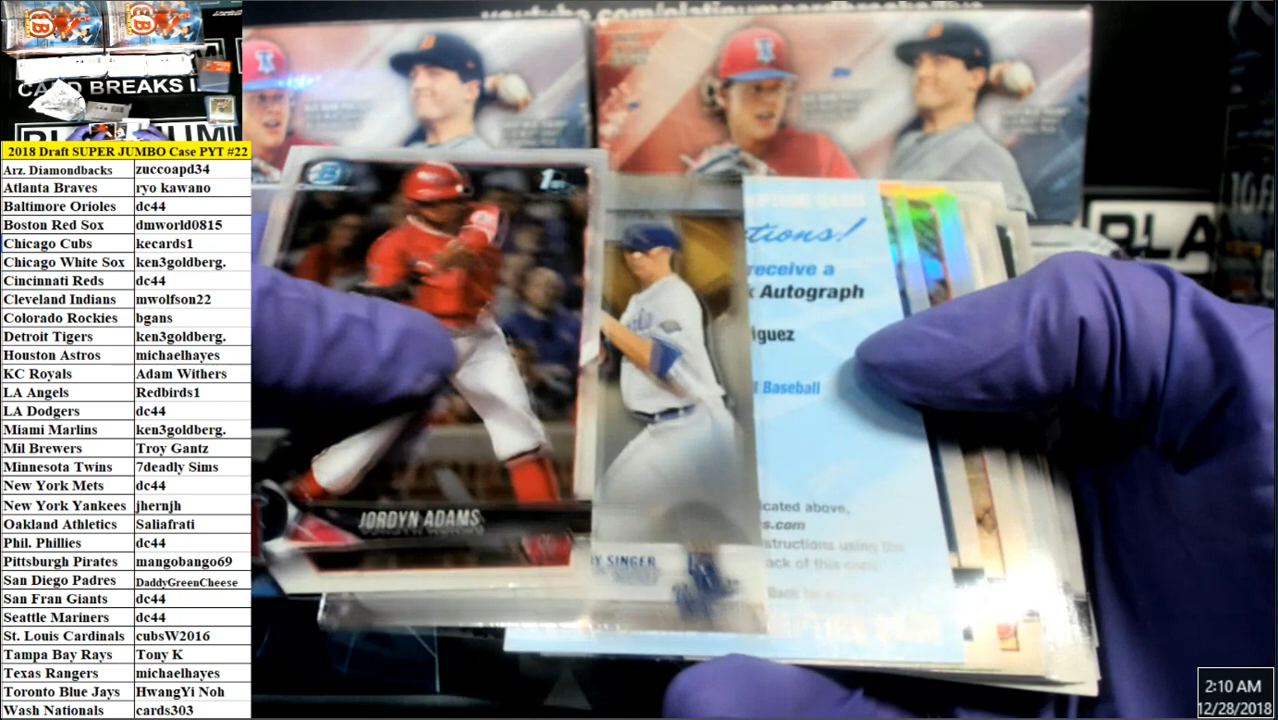 youtube.com/platinumcardbreakslive
CARD BREAKS I.
2018 Draft SUPER JUMBO Case PYT #22
Arz. Diamondbacks zuccoapd34
Atlanta Braves ryo kawano
Baltimore Orioles dc44
Boston Red Sox dmworld0815
Chicago Cubs kecards1
Chicago White Sox ken3goldberg.
Cincinnati Reds dc44
Cleveland Indians mwolfson22
Colorado Rockies bgans
Detroit Tigers ken3goldberg.
Houston Astros michaelhayes
KC Royals Adam Withers
LA Angels Redbirds1
LA Dodgers dc44
Miami Marlins ken3goldberg.
Mil Brewers Troy Gantz
Minnesota Twins 7deadly Sims
New York Mets dc44
New York Yankees jhernjh
Oakland Athletics Saliafrati
Phil. Phillies dc44
Pittsburgh Pirates mangobango69
San Diego Padres DaddyGreenCheese
San Fran Giants dc44
Seattle Mariners dc44
St. Louis Cardinals cubsW2016
Tampa Bay Rays Tony K
Texas Rangers michaelhayes
Toronto Blue Jays HwangYi Noh
Wash Nationals cards303
1st
JORDYN ADAMS
Y SINGER
tions!
receive a
k Autograph
iguez
l Baseball
icated above,
s.com
structions using the
ack of this card.
PLA
2:10 AM
12/28/2018